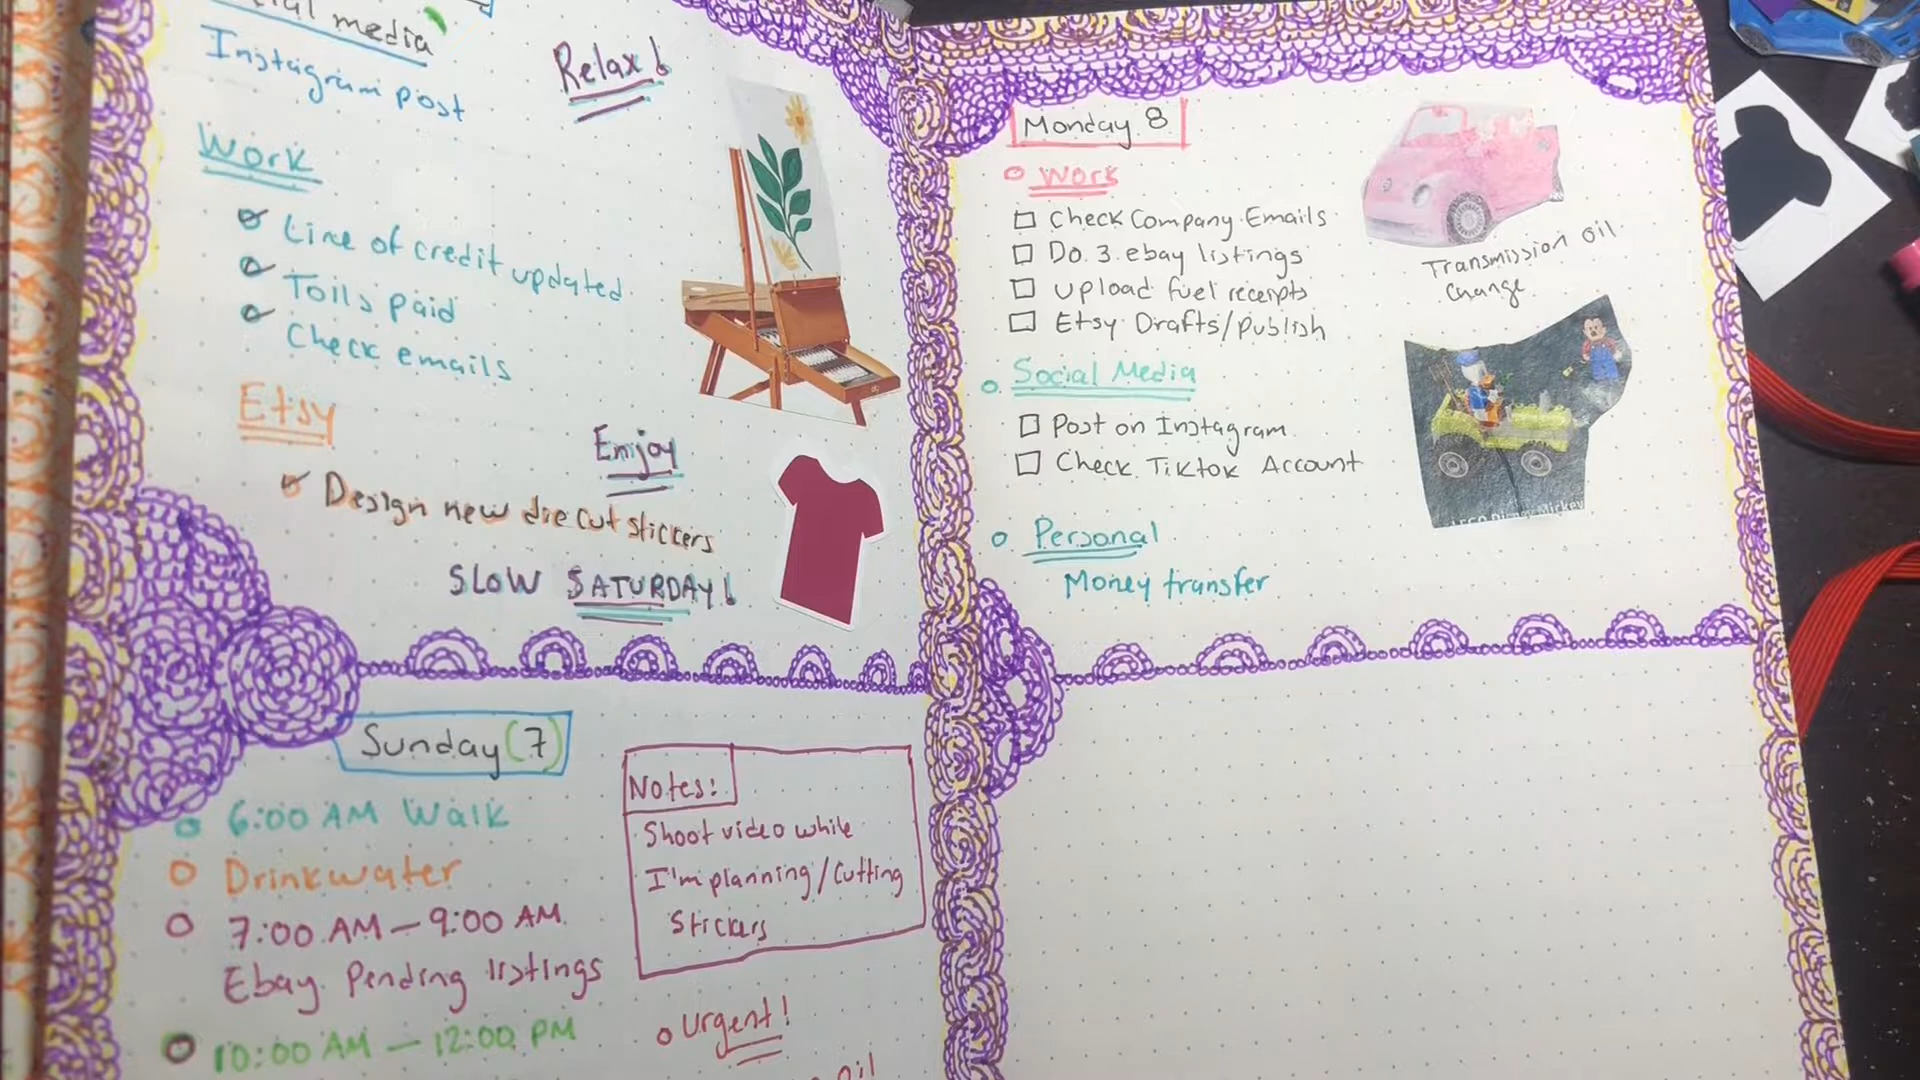 ial media
Instagram post
Relax!
Work
Line of credit updated
Tolls paid
Check emails
Etsy
Design new die cut stickers
Enjoy
SLOW SATURDAY!
Sunday (7)
6:00 AM Walk
Drink water
7:00 AM — 9:00 AM
Ebay Pending listings
10:00 AM — 12:00 PM
Notes:
Shoot video while
I'm planning/Cutting
Stickers
Urgent!
oil
Monday 8
Work
Check Company Emails
Do 3 ebay listings
upload fuel receipts
Etsy Drafts/Publish
Social Media
Post on Instagram
Check Tiktok Account
Personal
Money transfer
Transmission oil
Change